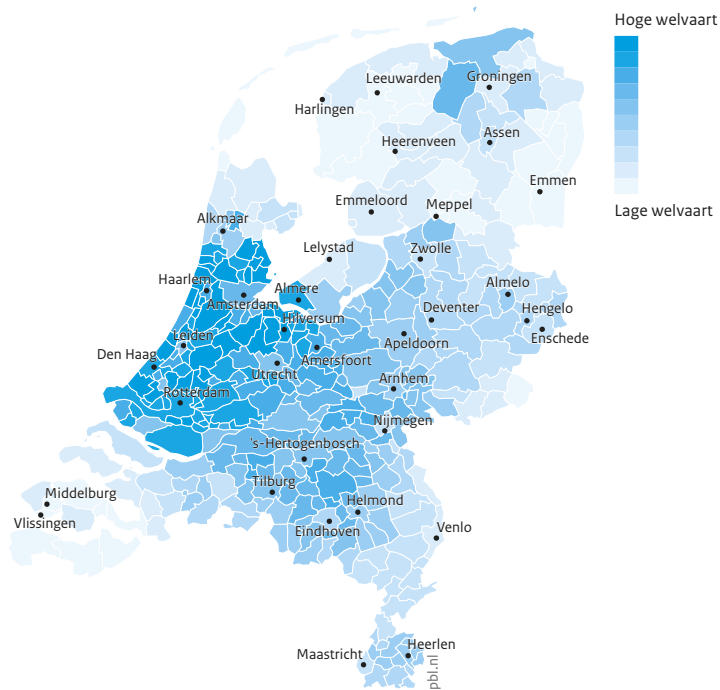 Hoge welvaart
Lage welvaart
Leeuwarden
Groningen
Harlingen
Assen
Heerenveen
Emmen
Emmeloord
Meppel
Alkmaar
Lelystad
Zwolle
Haarlem
Almere
Almelo
Amsterdam
Deventer
Hengelo
Hilversum
Leiden
Enschede
Apeldoorn
Den Haag
Amersfoort
Utrecht
Arnhem
Rotterdam
Nijmegen
's-Hertogenbosch
Tilburg
Middelburg
Helmond
Vlissingen
Eindhoven
Venlo
Heerlen
Maastricht
pbl.nl